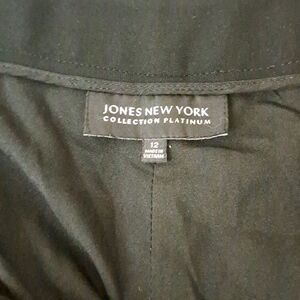 JONES NEW YORK
COLLECTION PLATINUM
12
MADE IN
VIETNAM